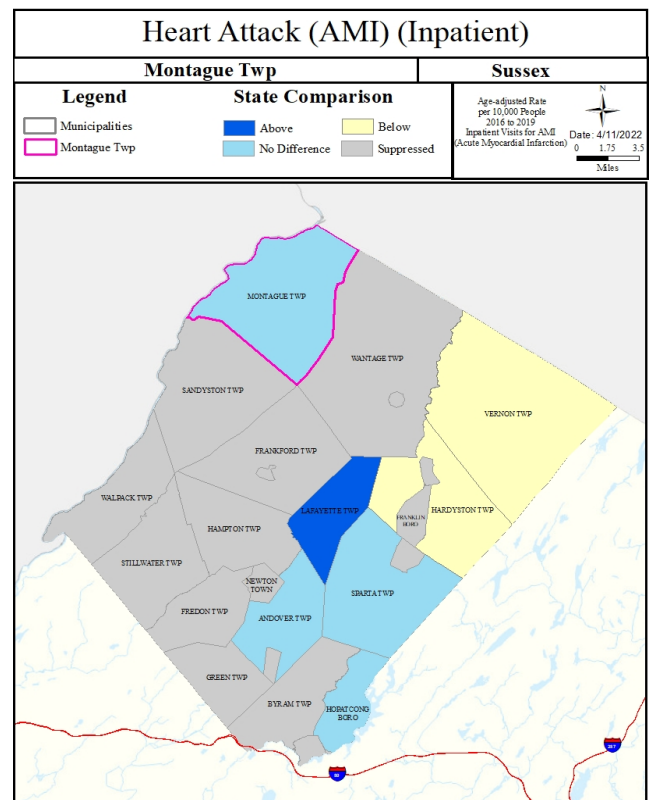 Heart Attack (AMI) (Inpatient)
Montague Twp
Sussex
Legend
Municipalities
Montague Twp
State Comparison
Above
Below
No Difference
Suppressed
Age-adjusted Rate
per 10,000 People
2016 to 2019
Inpatient Visits for AMI
(Acute Myocardial Infarction)
N
Date: 4/11/2022
0 1.75 3.5
Miles
MONTAGUE TWP
WANTAGE TWP
SANDYSTON TWP
VERNON TWP
FRANKFORD TWP
WALPACK TWP
LAFAYETTE TWP
HARDYSTON TWP
FRANKLIN
BORO
HAMPTON TWP
STILLWATER TWP
NEWTON
TOWN
SPARTA TWP
FREDON TWP
ANDOVER TWP
GREEN TWP
BYRAM TWP
HOPATCONG
BORO
80
287